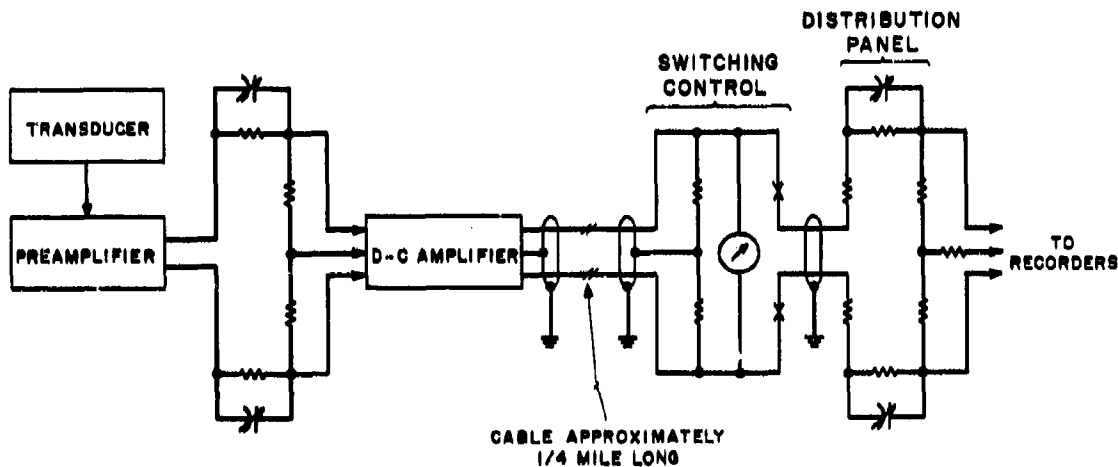 DISTRIBUTION
PANEL
SWITCHING
CONTROL
TRANSDUCER
PREAMPLIFIER
D-C AMPLIFIER
TO
RECORDERS
CABLE APPROXIMATELY
1/4 MILE LONG